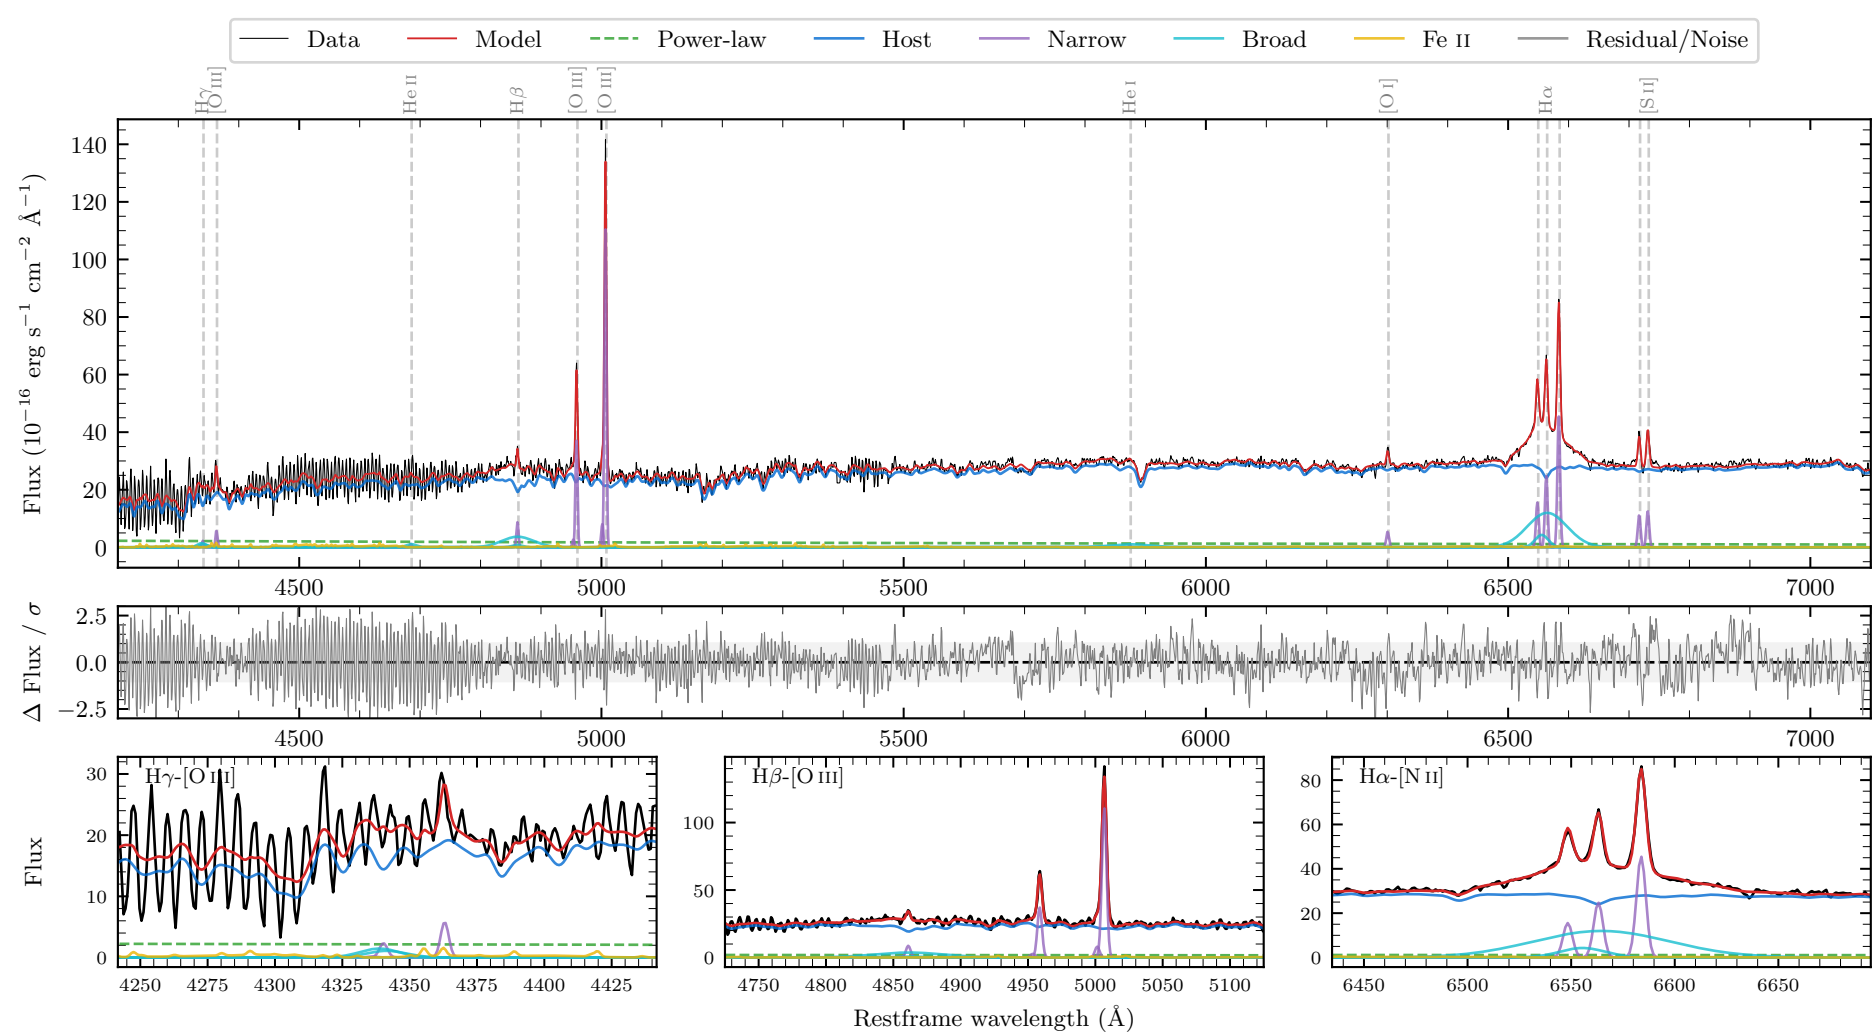 Data Model Power-law Host Narrow Broad Fe II Residual/Noise
Hγ [O III] He II Hβ [O III] [O III] He I [O I] Hα [S II]
Flux (10−16 erg s−1 cm−2 Å−1)
140
120
100
80
60
40
20
0
4500 5000 5500 6000 6500 7000
Δ Flux / σ
2.5
0.0
−2.5
4500 5000 5500 6000 6500 7000
Flux
Hγ-[O III]
30
20
10
0
4250 4275 4300 4325 4350 4375 4400 4425
Hβ-[O III]
100
50
0
4750 4800 4850 4900 4950 5000 5050 5100
Hα-[N II]
80
60
40
20
0
6450 6500 6550 6600 6650
Restframe wavelength (Å)